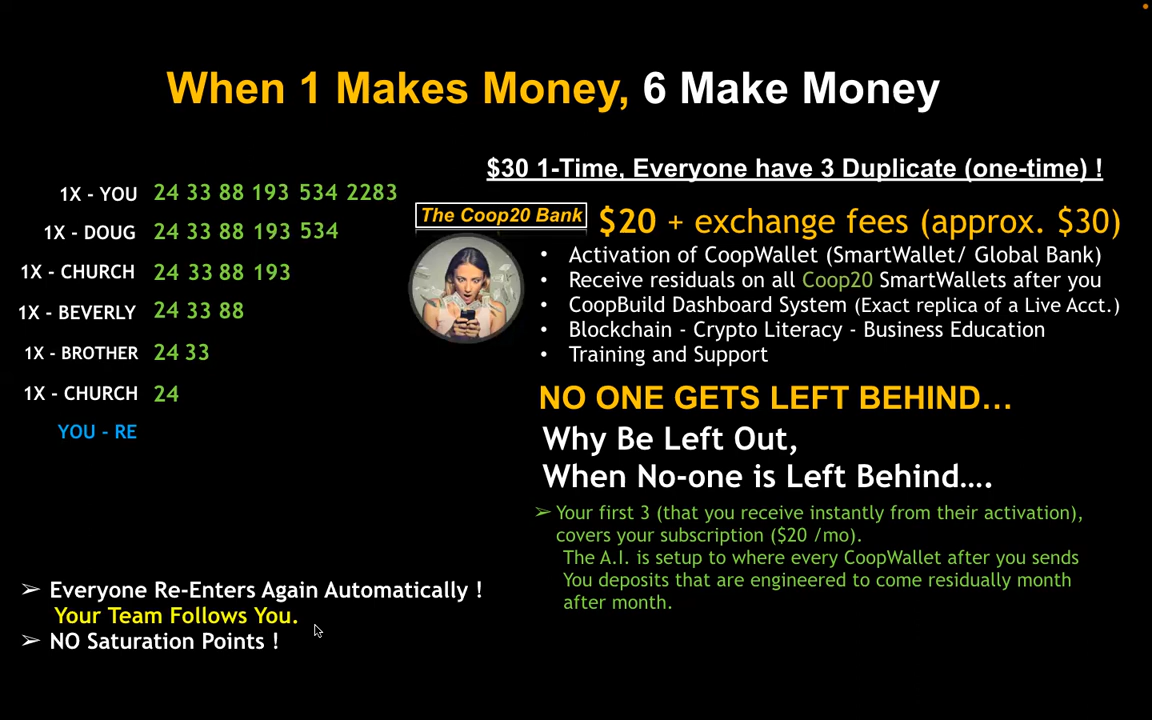 When 1 Makes Money, 6 Make Money
$30 1-Time, Everyone have 3 Duplicate (one-time) !
1X - YOU 24 33 88 193 534 2283
1X - DOUG 24 33 88 193 534
1X - CHURCH 24 33 88 193
1X - BEVERLY 24 33 88
1X - BROTHER 24 33
1X - CHURCH 24
YOU - RE
The Coop20 Bank
$20 + exchange fees (approx. $30)
• Activation of CoopWallet (SmartWallet/ Global Bank)
• Receive residuals on all Coop20 SmartWallets after you
• CoopBuild Dashboard System (Exact replica of a Live Acct.)
• Blockchain - Crypto Literacy - Business Education
• Training and Support
NO ONE GETS LEFT BEHIND…
Why Be Left Out,
When No-one is Left Behind….
➢ Your first 3 (that you receive instantly from their activation),
covers your subscription ($20 /mo).
The A.I. is setup to where every CoopWallet after you sends
You deposits that are engineered to come residually month
after month.
➢ Everyone Re-Enters Again Automatically !
Your Team Follows You.
➢ NO Saturation Points !